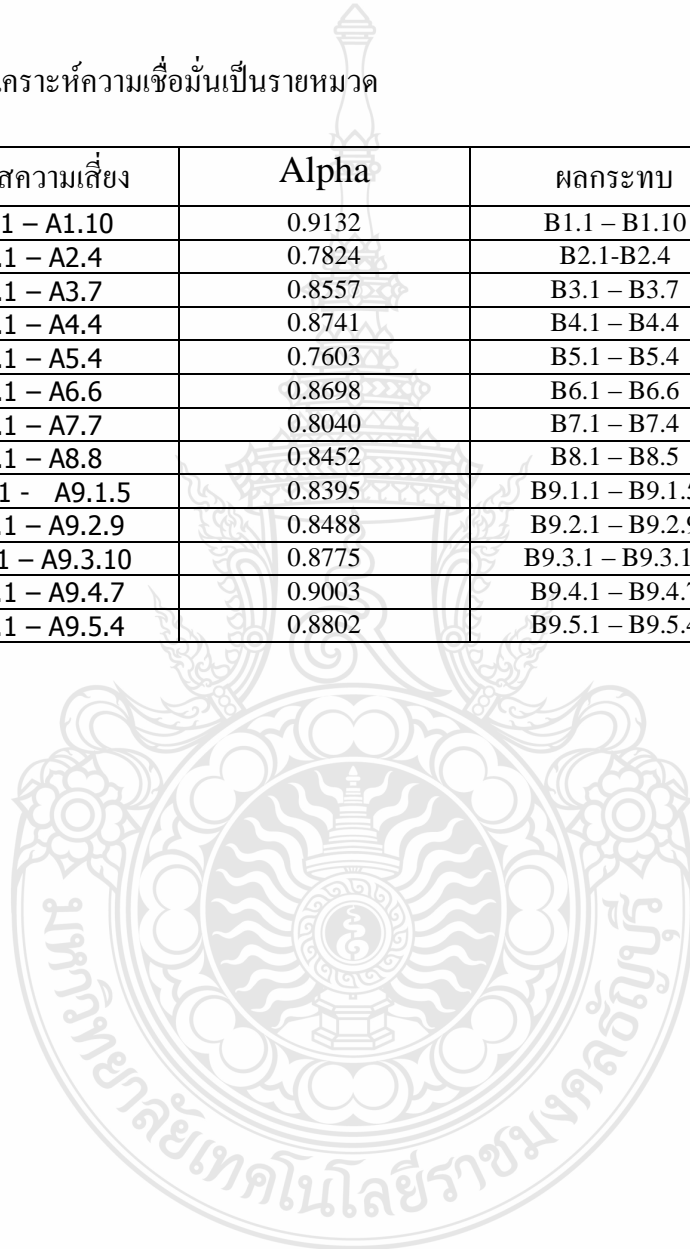 เคราะห์ความเชื่อมั่นเป็นรายหมวด
สความเสี่ยง Alpha ผลกระทบ
1 – A1.10 0.9132 B1.1 – B1.10
.1 – A2.4 0.7824 B2.1-B2.4
.1 – A3.7 0.8557 B3.1 – B3.7
.1 – A4.4 0.8741 B4.1 – B4.4
.1 – A5.4 0.7603 B5.1 – B5.4
.1 – A6.6 0.8698 B6.1 – B6.6
.1 – A7.7 0.8040 B7.1 – B7.4
.1 – A8.8 0.8452 B8.1 – B8.5
1 - A9.1.5 0.8395 B9.1.1 – B9.1.5
.1 – A9.2.9 0.8488 B9.2.1 – B9.2.9
1 – A9.3.10 0.8775 B9.3.1 – B9.3.1
.1 – A9.4.7 0.9003 B9.4.1 – B9.4.7
.1 – A9.5.4 0.8802 B9.5.1 – B9.5.4
มหาวิทยาลัยเทคโนโลยีราชมงคลธัญบุรี